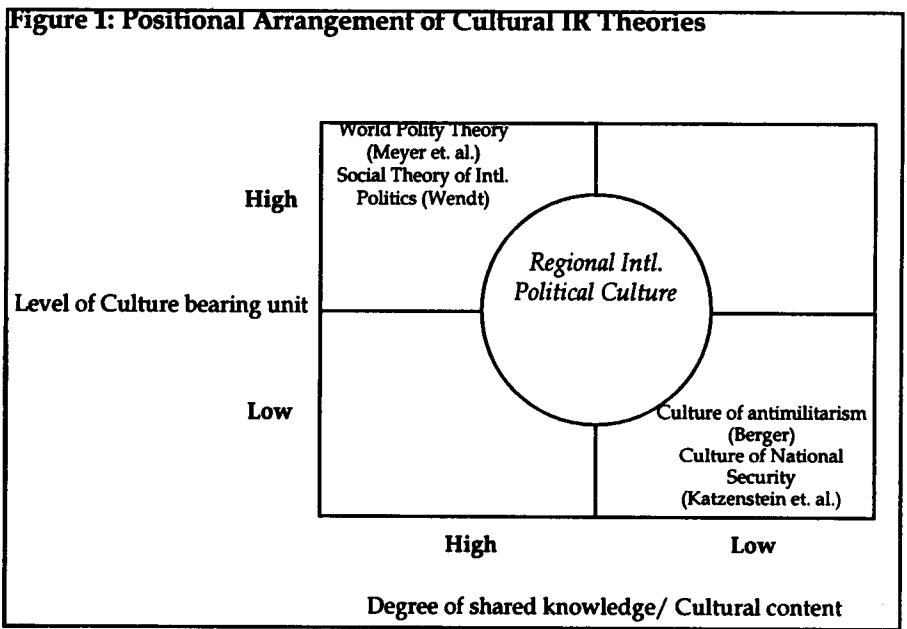 Figure 1: Positional Arrangement of Cultural IR Theories
World Polity Theory
(Meyer et. al.)
Social Theory of Intl.
Politics (Wendt)
High
Regional Intl.
Political Culture
Level of Culture bearing unit
Low
Culture of antimilitarism
(Berger)
Culture of National
Security
(Katzenstein et. al.)
High
Low
Degree of shared knowledge/ Cultural content